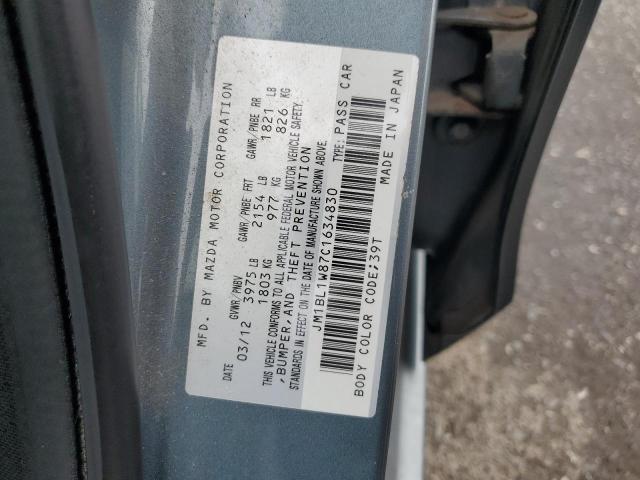 MFD. BY MAZDA MOTOR CORPORATION
DATE GVWR/PNBV GAWR/PNBE FRT GAWR/PNBE RR
03/12 3975 LB 2154 LB 1821 LB
1803 KG 977 KG 826 KG
THIS VEHICLE CONFORMS TO ALL APPLICABLE FEDERAL MOTOR VEHICLE SAFETY
,BUMPER,AND THEFT PREVENTION
STANDARDS IN EFFECT ON THE DATE OF MANUFACTURE SHOWN ABOVE.
JM1BL1W87C1634830 TYPE: PASS CAR
BODY COLOR CODE;39T MADE IN JAPAN